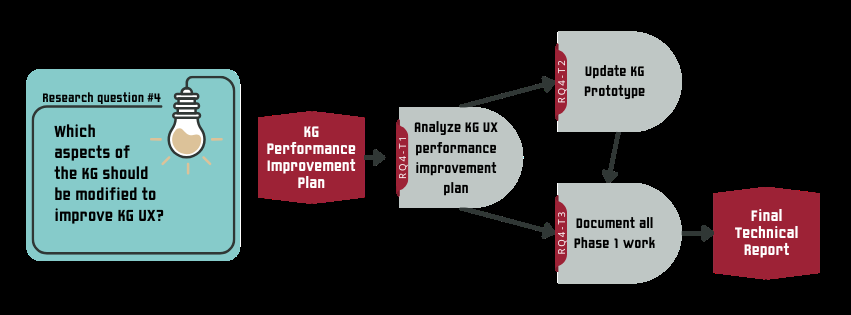 Research question #4
Which
aspects of
the KG should
be modified to
improve KG UX?
KG
Performance
Improvement
Plan
RQ4-T1
Analyze KG UX
performance
improvement
plan
RQ4-T2
Update KG
Prototype
RQ4-T3
Document all
Phase 1 work
Final
Technical
Report